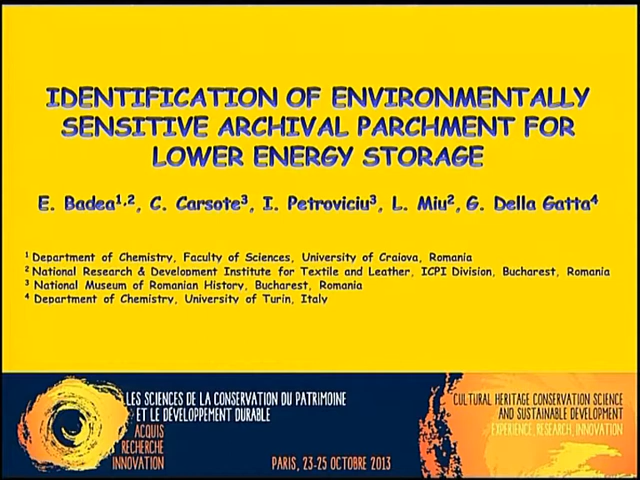 IDENTIFICATION OF ENVIRONMENTALLY
SENSITIVE ARCHIVAL PARCHMENT FOR
LOWER ENERGY STORAGE
E. Badea1,2, C. Carsote3, I. Petroviciu3, L. Miu2, G. Della Gatta4
1 Department of Chemistry, Faculty of Sciences, University of Craiova, Romania
2 National Research & Development Institute for Textile and Leather, ICPI Division, Bucharest, Romania
3 National Museum of Romanian History, Bucharest, Romania
4 Department of Chemistry, University of Turin, Italy
LES SCIENCES DE LA CONSERVATION DU PATRIMOINE
ET LE DÉVELOPPEMENT DURABLE
ACQUIS
RECHERCHE
INNOVATION
PARIS, 23-25 OCTOBRE 2013
CULTURAL HERITAGE CONSERVATION SCIENCE
AND SUSTAINABLE DEVELOPMENT
EXPERIENCE, RESEARCH, INNOVATION